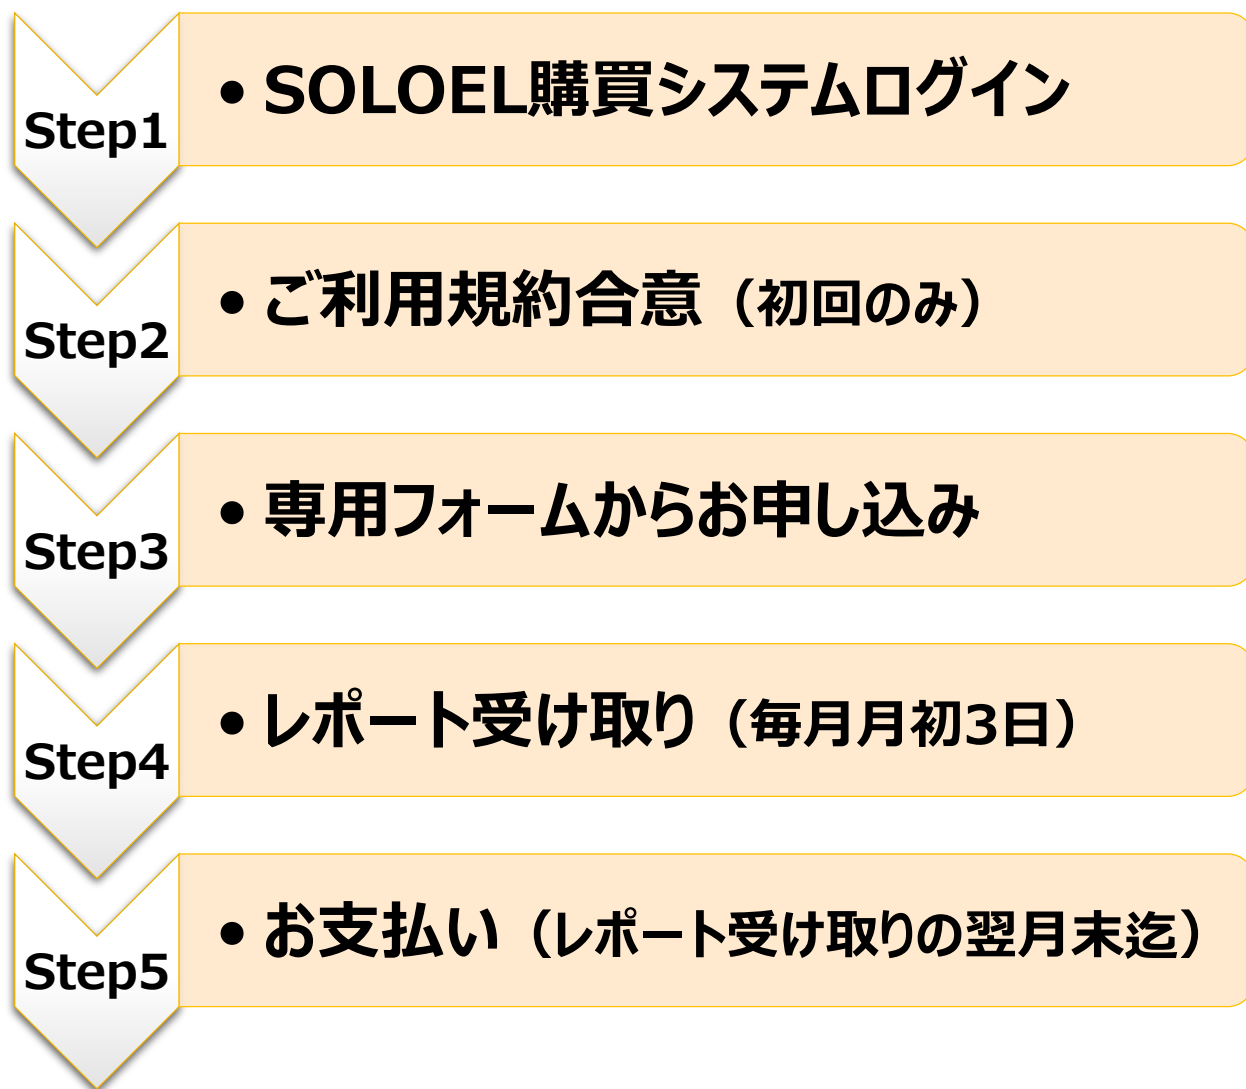 Step1
• SOLOEL購買システムログイン
Step2
• ご利用規約合意（初回のみ）
Step3
• 専用フォームからお申し込み
Step4
• レポート受け取り（毎月月初3日）
Step5
• お支払い（レポート受け取りの翌月末迄）